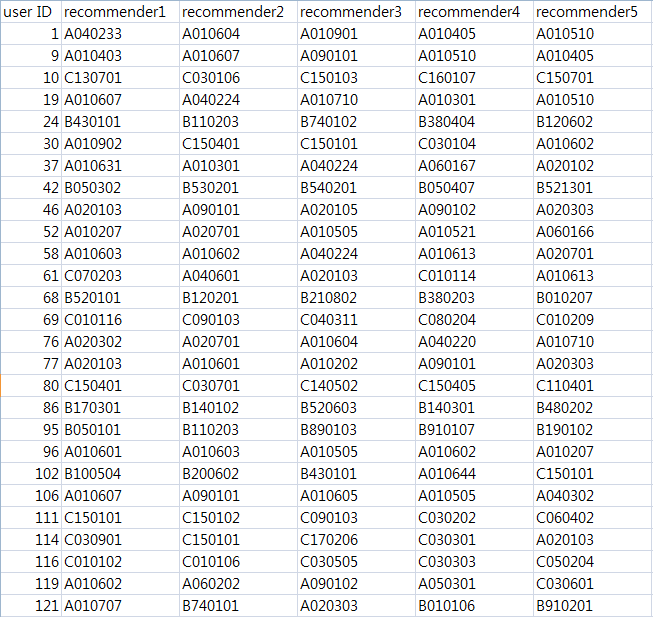 user ID recommender1 recommender2 recommender3 recommender4 recommender5
1 A040233 A010604 A010901 A010405 A010510
9 A010403 A010607 A090101 A010510 A010405
10 C130701 C030106 C150103 C160107 C150701
19 A010607 A040224 A010710 A010301 A010510
24 B430101 B110203 B740102 B380404 B120602
30 A010902 C150401 C150101 C030104 A010602
37 A010631 A010301 A040224 A060167 A020102
42 B050302 B530201 B540201 B050407 B521301
46 A020103 A090101 A020105 A090102 A020303
52 A010207 A020701 A010505 A010521 A060166
58 A010603 A010602 A040224 A010613 A020701
61 C070203 A040601 A020103 C010114 A010613
68 B520101 B120201 B210802 B380203 B010207
69 C010116 C090103 C040311 C080204 C010209
76 A020302 A020701 A010604 A040220 A010710
77 A020103 A010601 A010202 A090101 A020303
80 C150401 C030701 C140502 C150405 C110401
86 B170301 B140102 B520603 B140301 B480202
95 B050101 B110203 B890103 B910107 B190102
96 A010601 A010603 A010505 A010602 A010207
102 B100504 B200602 B430101 A010644 C150101
106 A010607 A090101 A010605 A010505 A040302
111 C150101 C150102 C090103 C030202 C060402
114 C030901 C150101 C170206 C030301 A020103
116 C010102 C010106 C030505 C030303 C050204
119 A010602 A060202 A090102 A050301 C030601
121 A010707 B740101 A020303 B010106 B910201